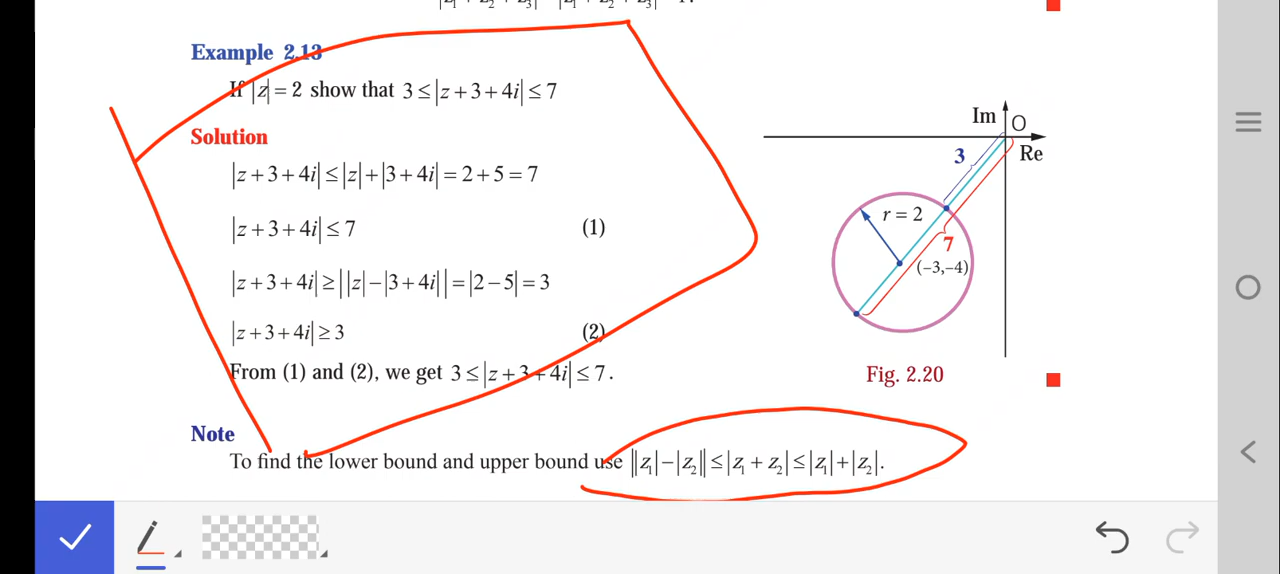 Example 2.13
If |z| = 2 show that 3 ≤ |z + 3 + 4i| ≤ 7
Solution
|z + 3 + 4i| ≤ |z| + |3 + 4i| = 2 + 5 = 7
|z + 3 + 4i| ≤ 7 (1)
|z + 3 + 4i| ≥ ||z| − |3 + 4i|| = |2 − 5| = 3
|z + 3 + 4i| ≥ 3 (2)
From (1) and (2), we get 3 ≤ |z + 3 + 4i| ≤ 7.
Im
O
Re
3
r = 2
7
(−3,−4)
Fig. 2.20
Note
To find the lower bound and upper bound use ||z₁| − |z₂|| ≤ |z₁ + z₂| ≤ |z₁| + |z₂|.